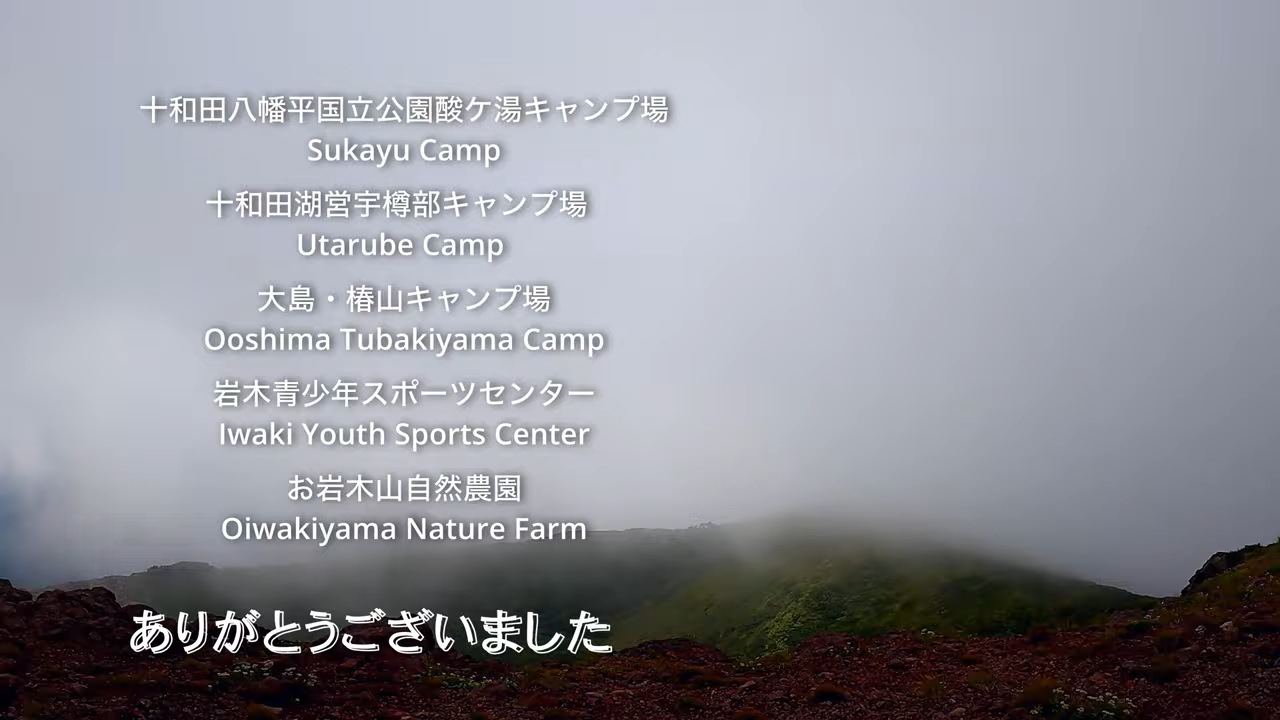 十和田八幡平国立公園酸ケ湯キャンプ場
Sukayu Camp
十和田湖営宇樽部キャンプ場
Utarube Camp
大島・椿山キャンプ場
Ooshima Tubakiyama Camp
岩木青少年スポーツセンター
Iwaki Youth Sports Center
お岩木山自然農園
Oiwakiyama Nature Farm
ありがとうございました